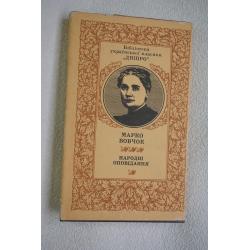 Бібліотека
української класики
„ДНІПРО"
МАРКО
ВОВЧОК
НАРОДНІ
ОПОВІДАННЯ